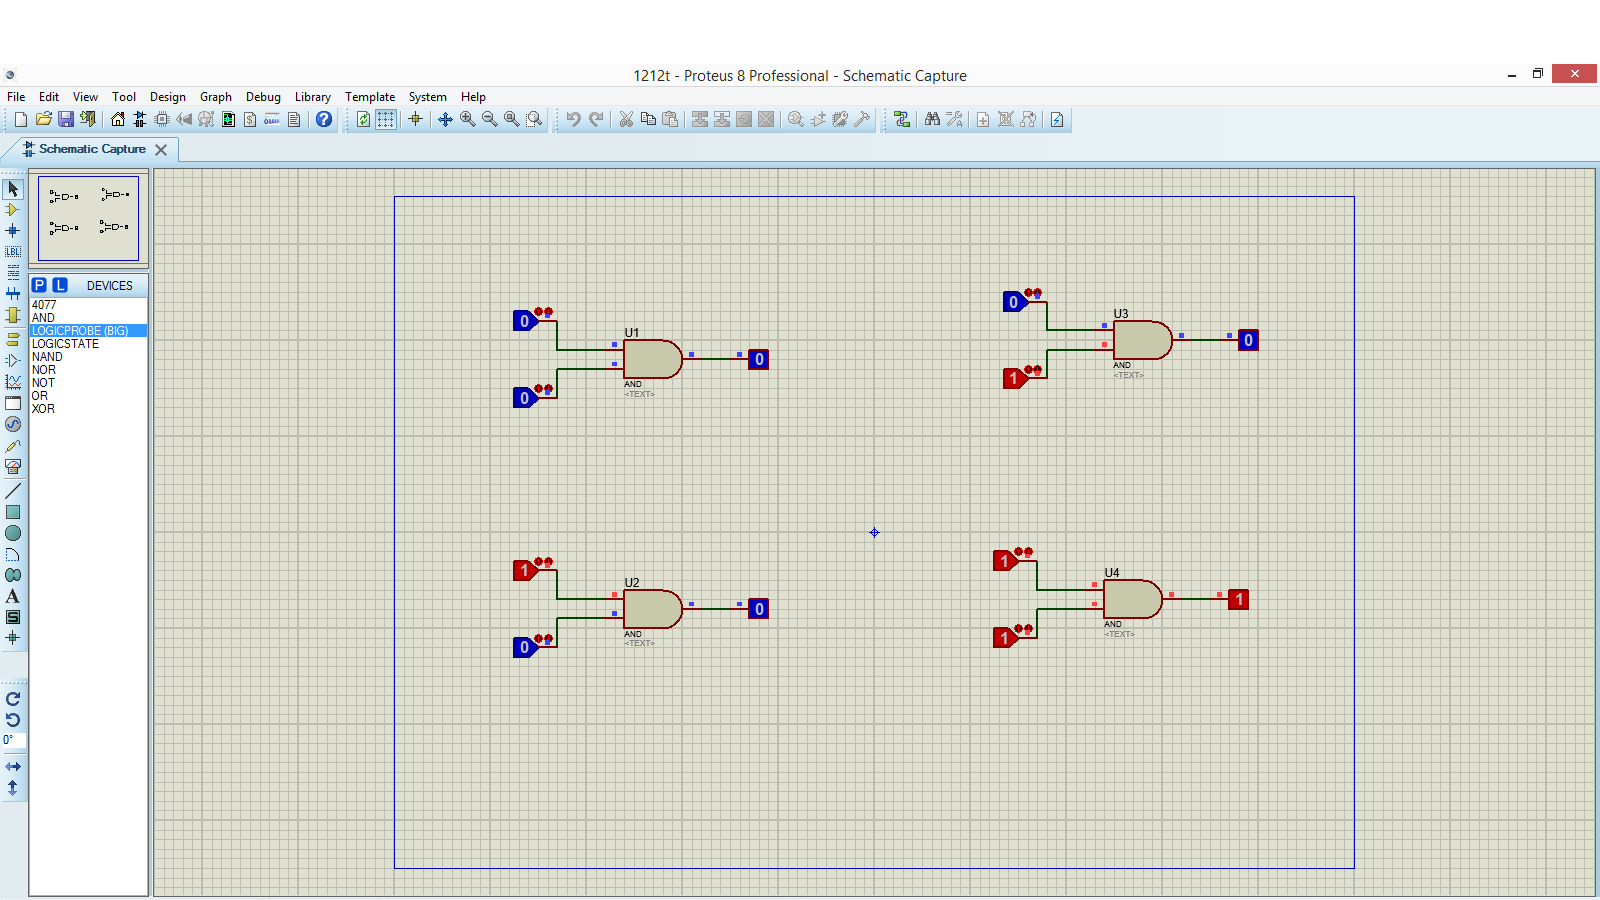 1212t - Proteus 8 Professional - Schematic Capture
File Edit View Tool Design Graph Debug Library Template System Help
Schematic Capture
P L DEVICES
4077
AND
LOGICPROBE (BIG)
LOGICSTATE
NAND
NOR
NOT
OR
XOR
LBL
A
S
0°
0
0
U1
AND
<TEXT>
0
0
1
U3
AND
<TEXT>
0
1
0
U2
AND
<TEXT>
0
1
1
U4
AND
<TEXT>
1